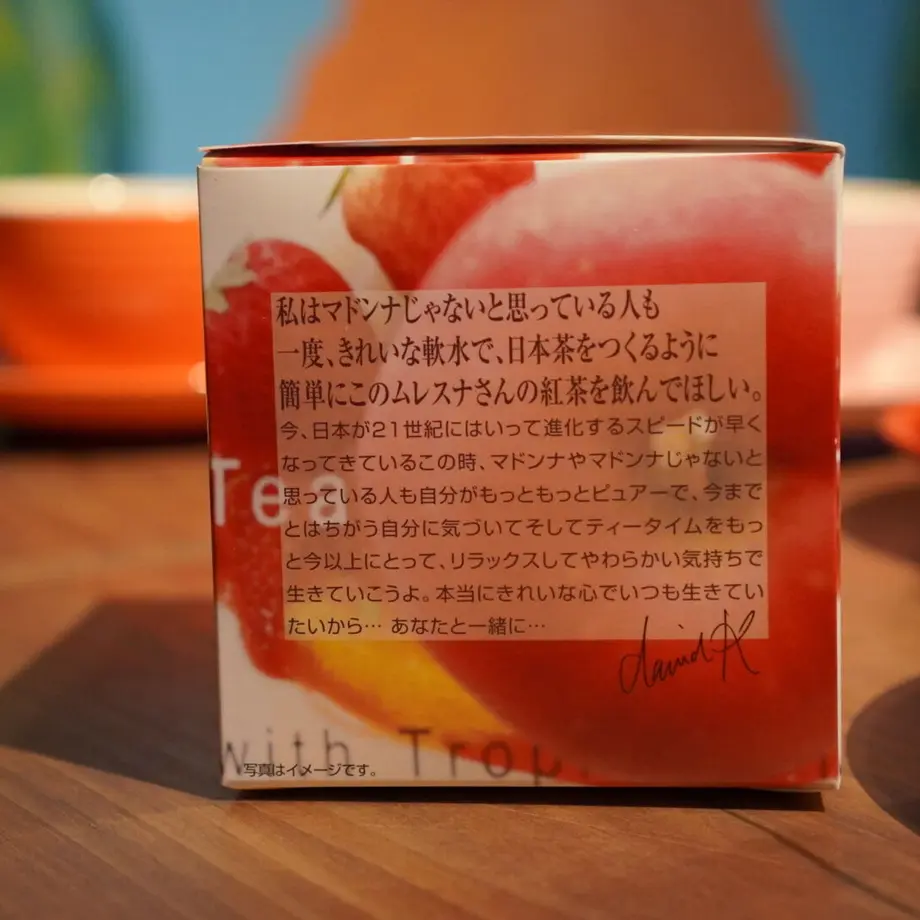 私はマドンナじゃないと思っている人も
一度、きれいな軟水で、日本茶をつくるように
簡単にこのムレスナさんの紅茶を飲んでほしい。
今、日本が21世紀にはいって進化するスピードが早く
なってきているこの時、マドンナやマドンナじゃないと
思っている人も自分がもっともっとピュアーで、今まで
とはちがう自分に気づいてそしてティータイムをもっ
と今以上にとって、リラックスしてやわらかい気持ちで
生きていこうよ。本当にきれいな心でいつも生きてい
たいから… あなたと一緒に…
Tea
david K
with Trop
写真はイメージです。